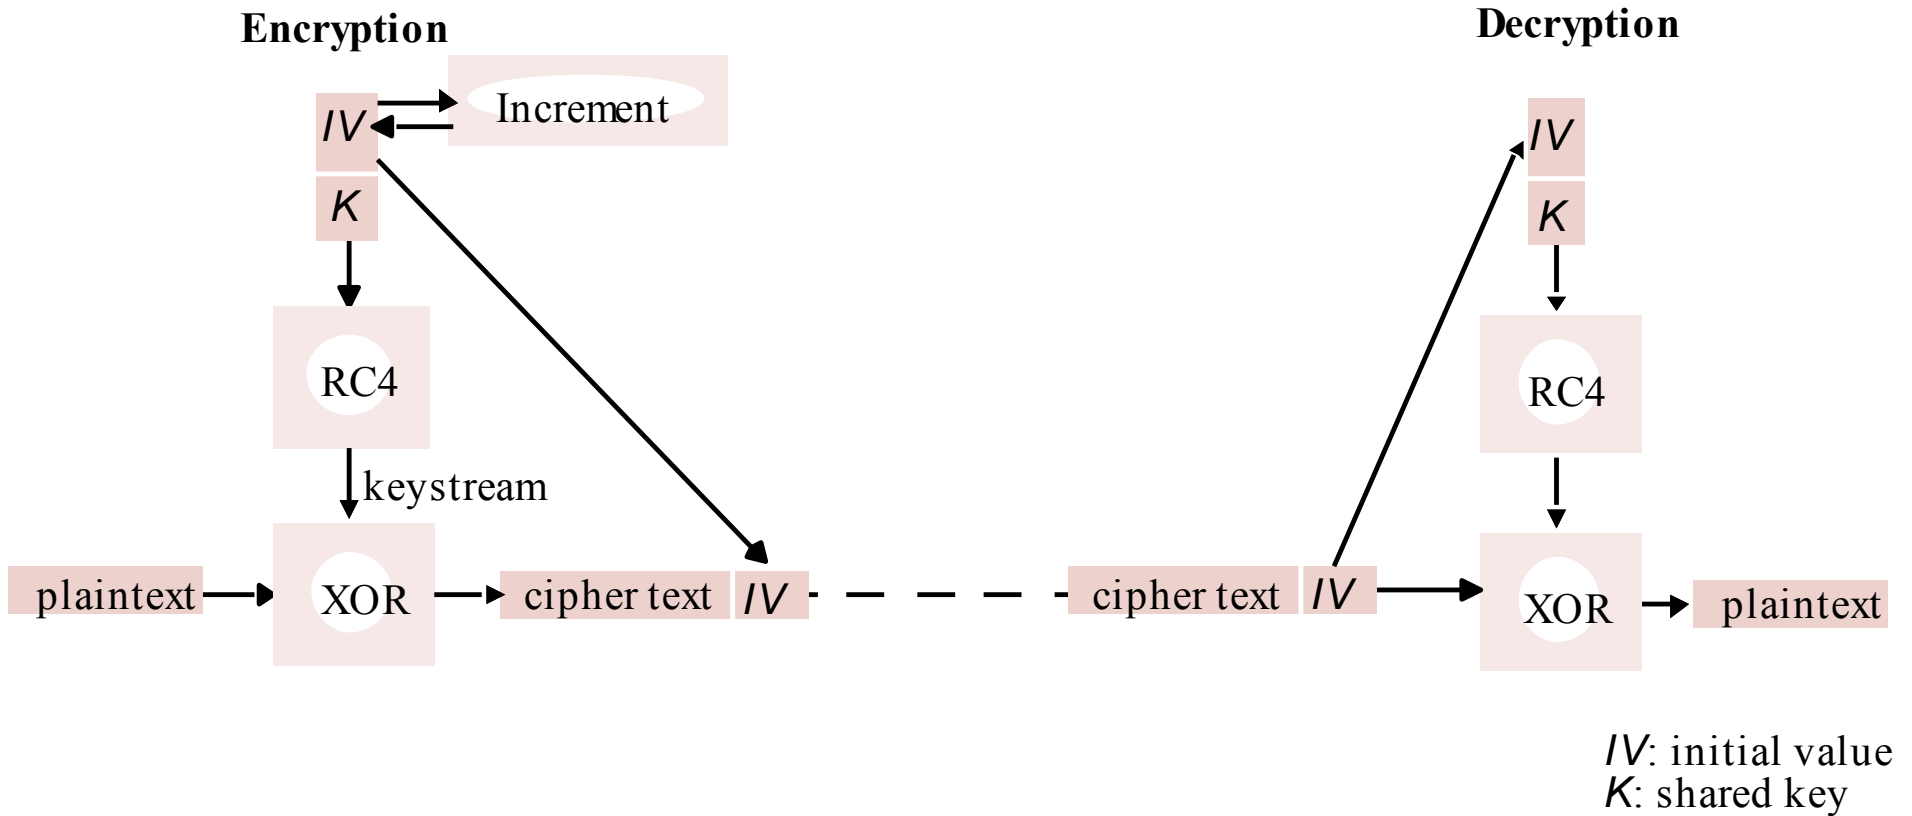 Encryption
Decryption
Increment
IV
IV
K
K
RC4
RC4
keystream
plaintext
XOR
cipher text
IV
cipher text
IV
XOR
plaintext
IV: initial value
K: shared key